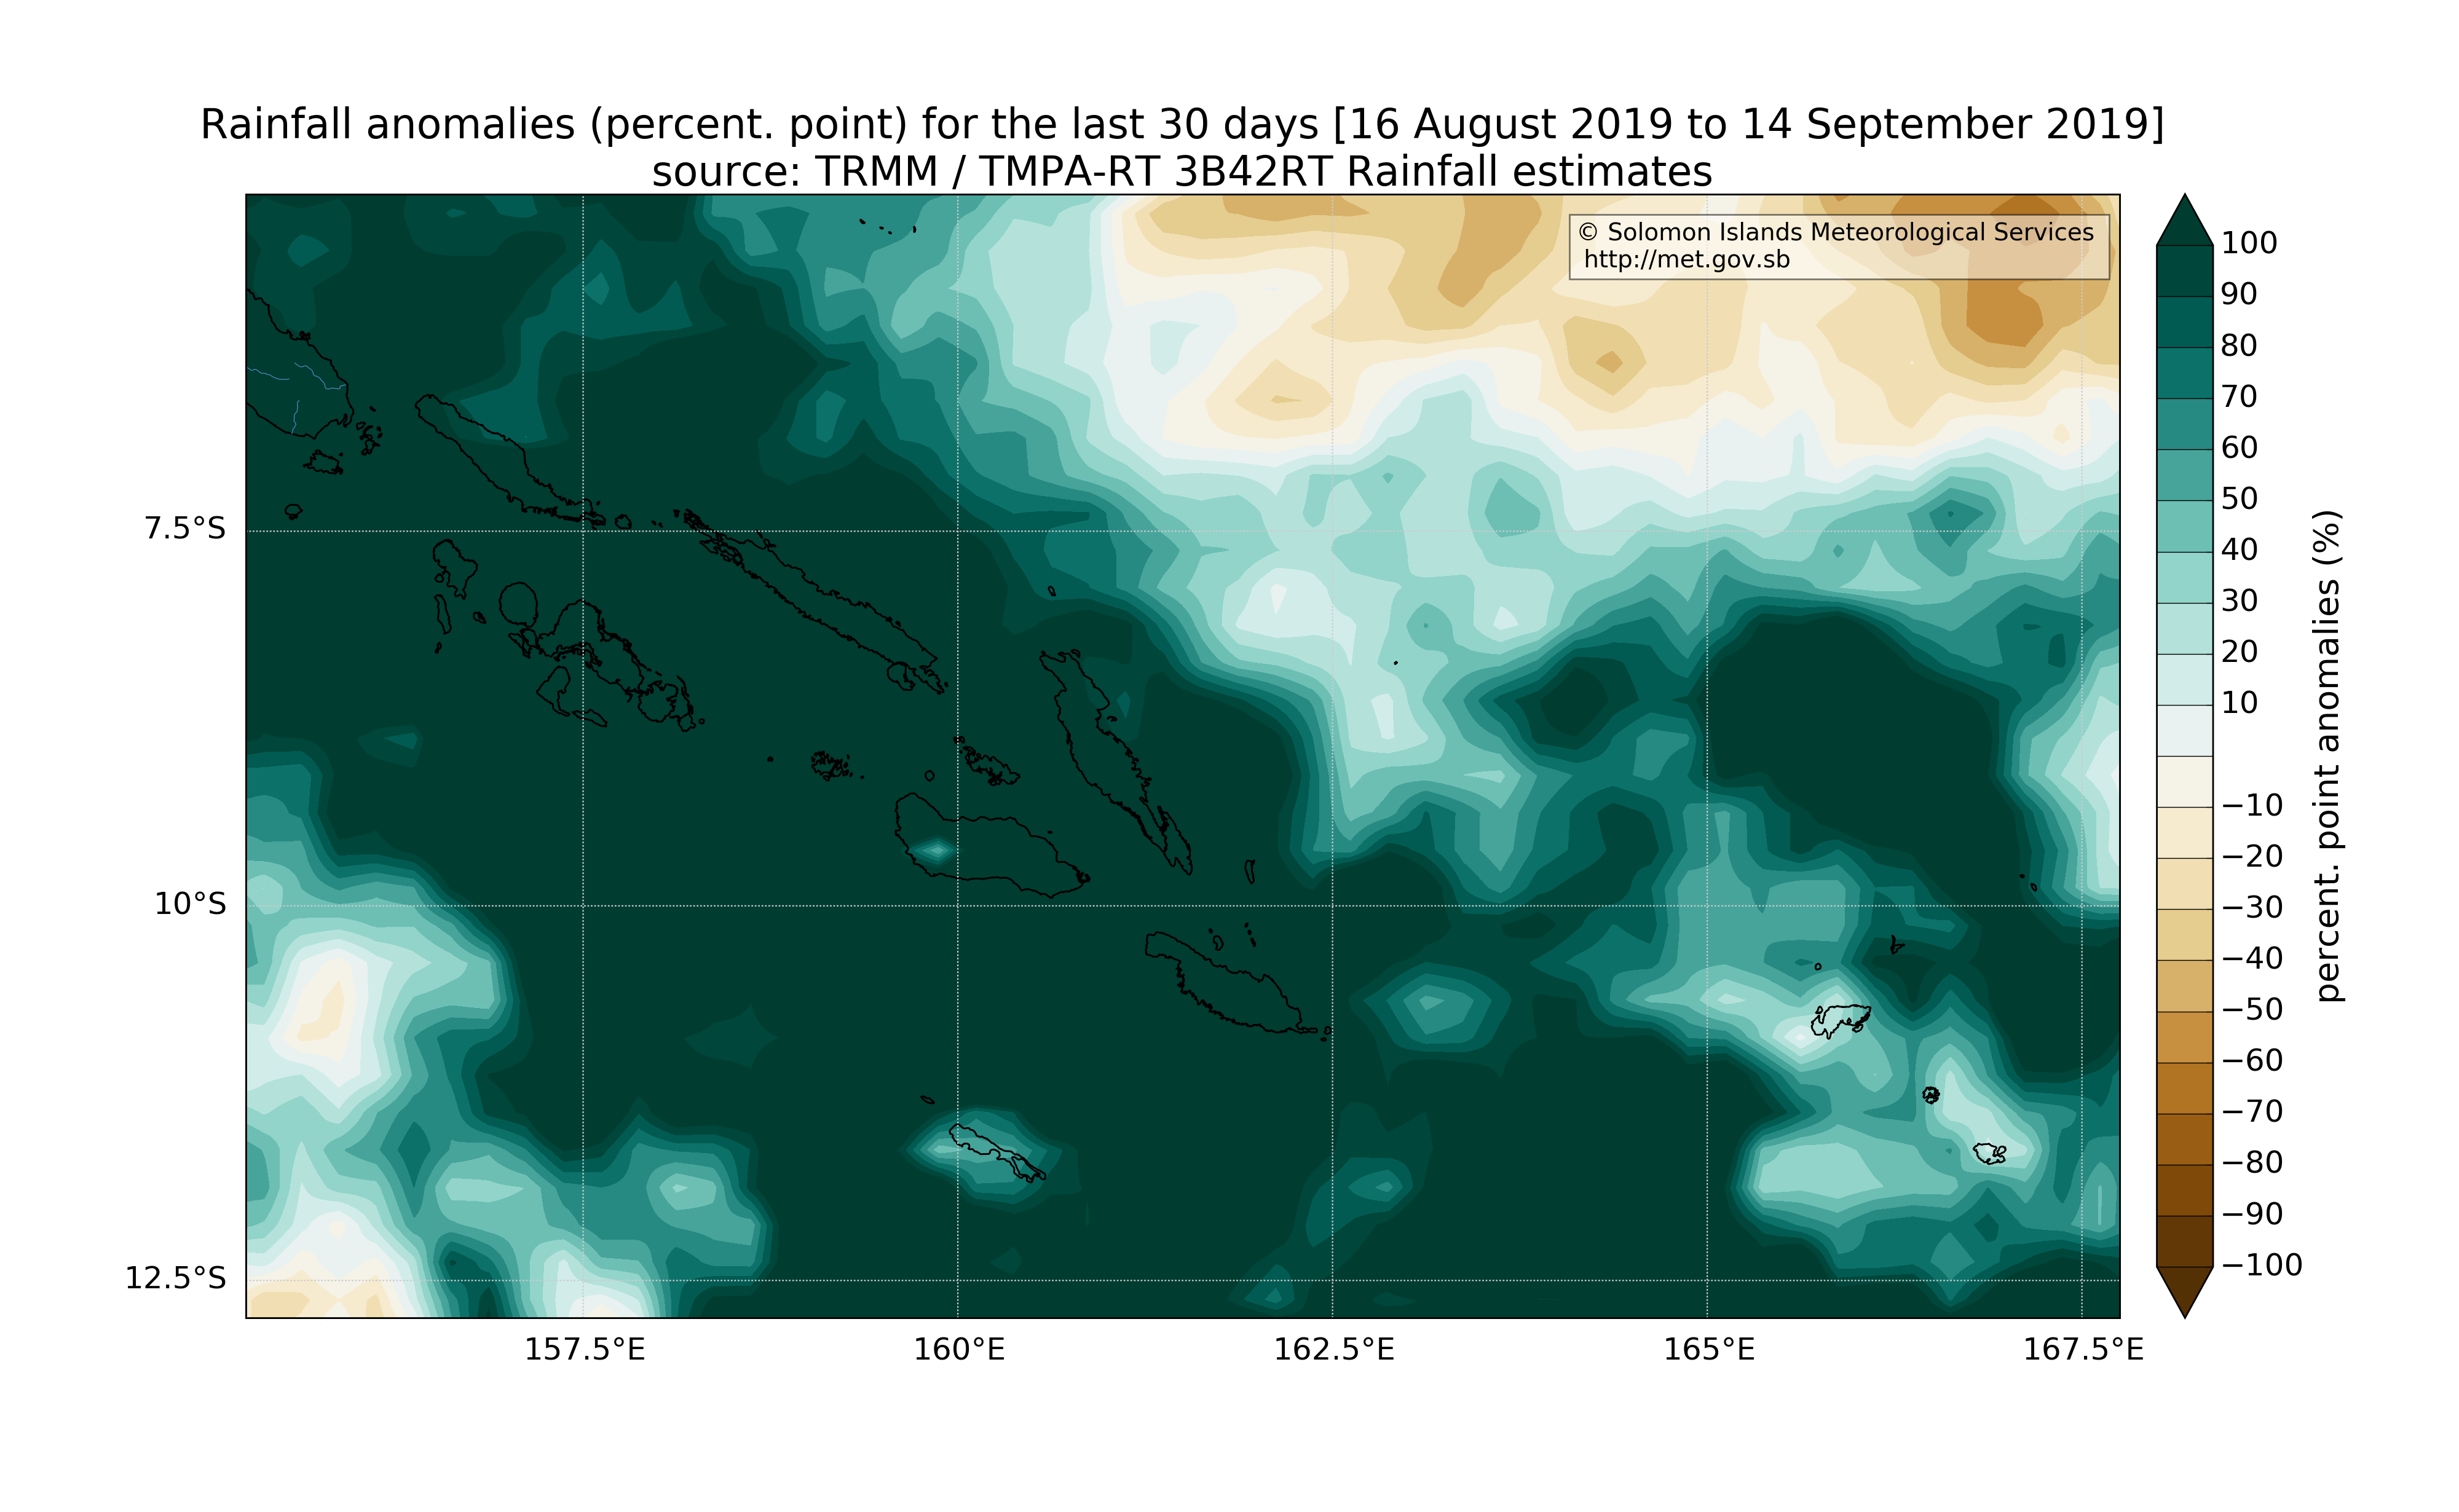 Rainfall anomalies (percent. point) for the last 30 days [16 August 2019 to 14 September 2019]
source: TRMM / TMPA-RT 3B42RT Rainfall estimates
© Solomon Islands Meteorological Services
http://met.gov.sb
7.5°S
10°S
12.5°S
157.5°E
160°E
162.5°E
165°E
167.5°E
100
90
80
70
60
50
40
30
20
10
−10
−20
−30
−40
−50
−60
−70
−80
−90
−100
percent. point anomalies (%)